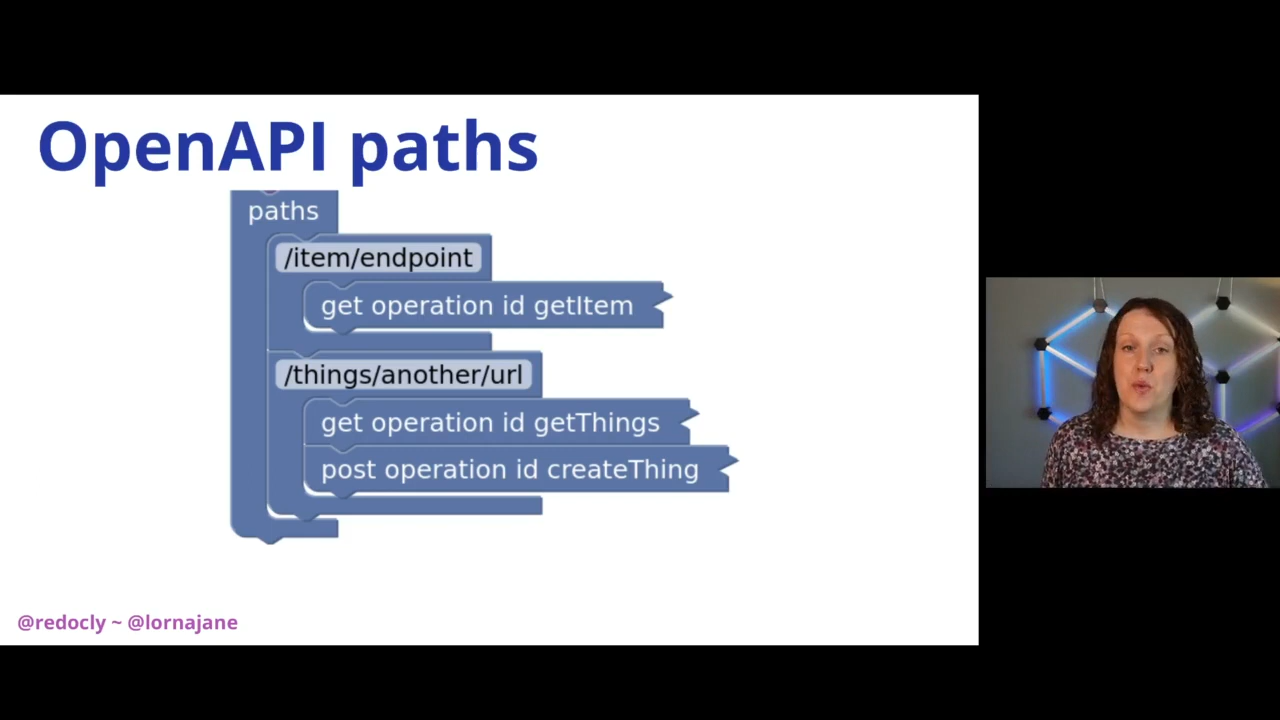 OpenAPI paths
paths
/item/endpoint
get operation id getItem
/things/another/url
get operation id getThings
post operation id createThing
@redocly ~ @lornajane